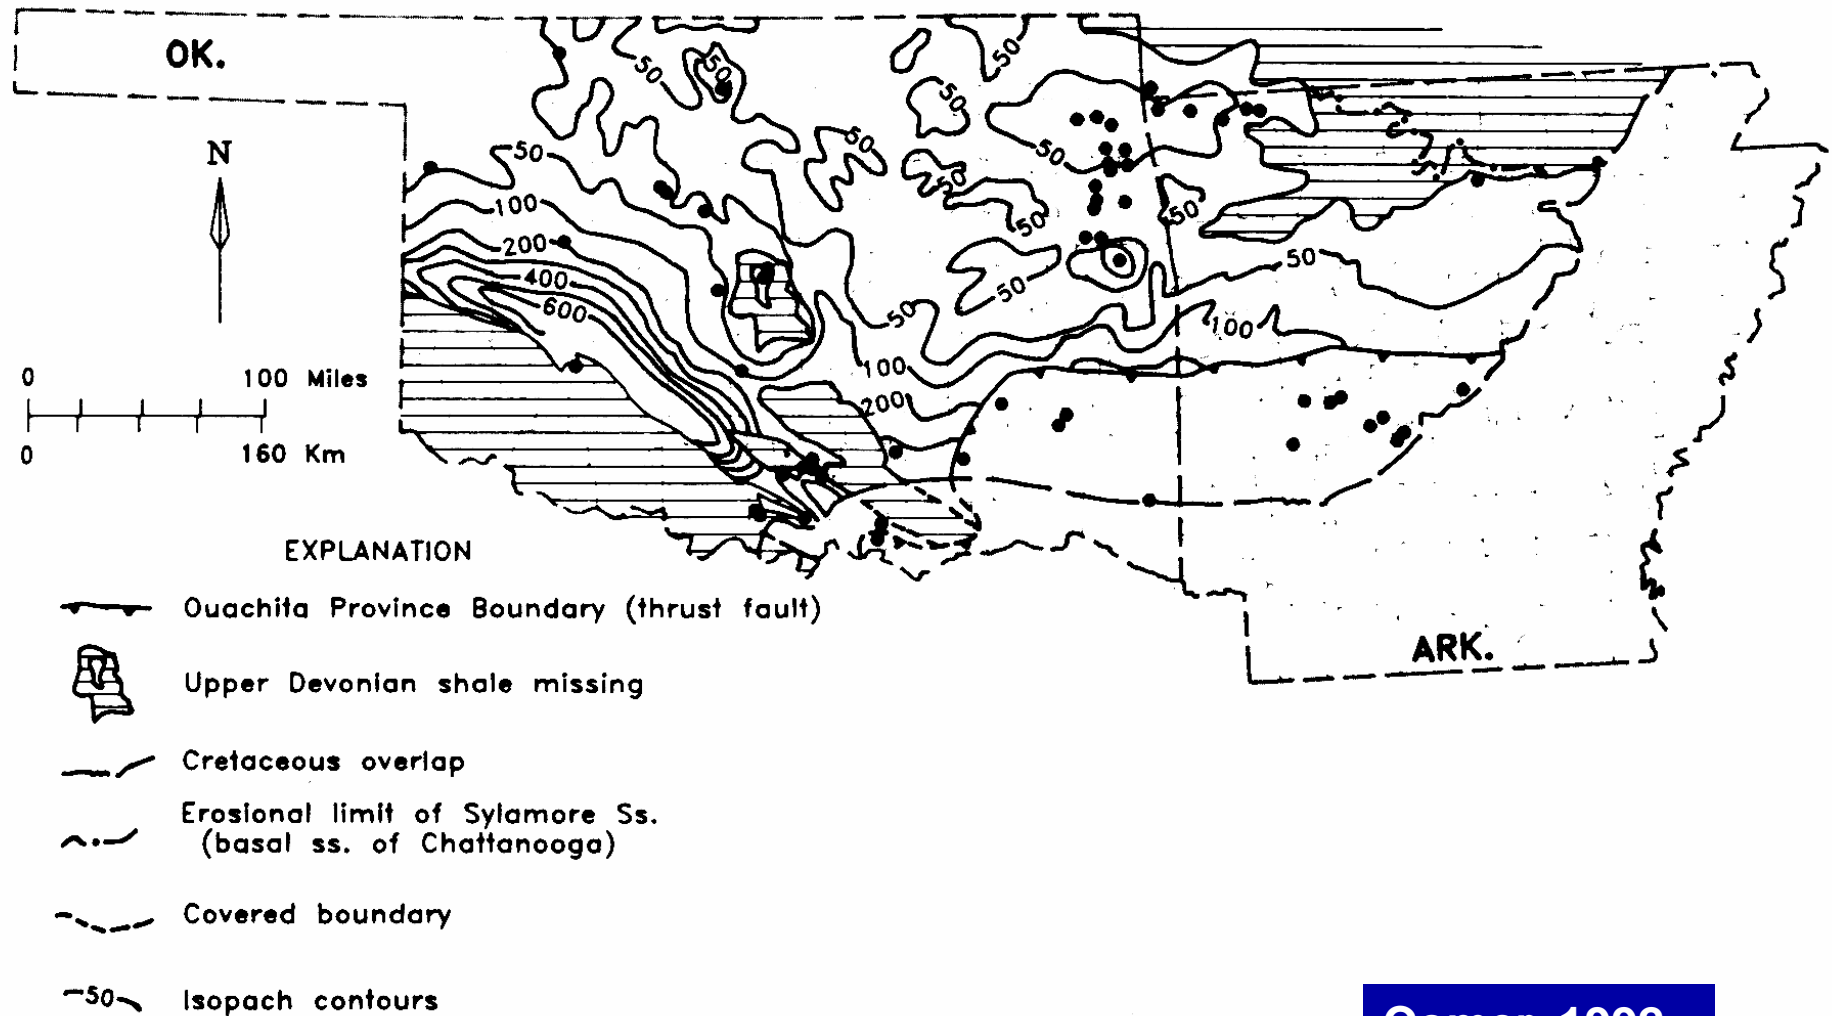 OK.
50
50
50
50
50
50
50
50
100
50
50
50
200
50
50
400
600
50
100
N
0 100 Miles
100
200
0 160 Km
EXPLANATION
Ouachita Province Boundary (thrust fault)
ARK.
Upper Devonian shale missing
Cretaceous overlap
Erosional limit of Sylamore Ss.
(basal ss. of Chattanooga)
Covered boundary
50 Isopach contours